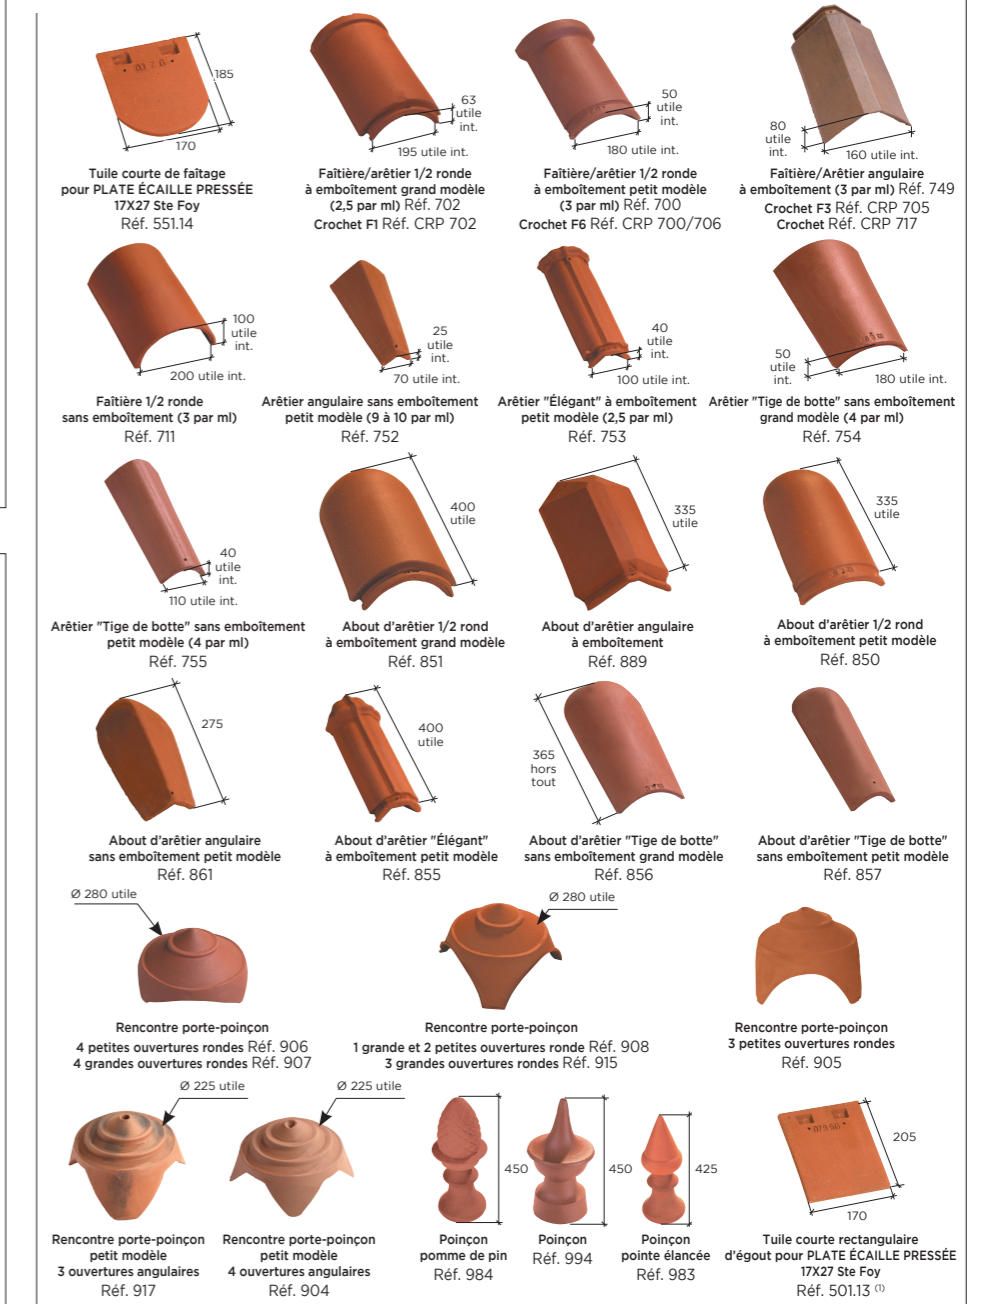 185
170
Tuile courte de faîtage
pour PLATE ÉCAILLE PRESSÉE
17X27 Ste Foy
Réf. 551.14
63
utile
int.
195 utile int.
Faîtière/arêtier 1/2 ronde
à emboîtement grand modèle
(2,5 par ml) Réf. 702
Crochet F1 Réf. CRP 702
50
utile
int.
180 utile int.
Faîtière/arêtier 1/2 ronde
à emboîtement petit modèle
(3 par ml) Réf. 700
Crochet F6 Réf. CRP 700/706
80
utile
int.
160 utile int.
Faîtière/Arêtier angulaire
à emboîtement (3 par ml) Réf. 749
Crochet F3 Réf. CRP 705
Crochet Réf. CRP 717
100
utile
int.
200 utile int.
Faîtière 1/2 ronde
sans emboîtement (3 par ml)
Réf. 711
25
utile
int.
70 utile int.
Arêtier angulaire sans emboîtement
petit modèle (9 à 10 par ml)
Réf. 752
40
utile
int.
100 utile int.
Arêtier "Élégant" à emboîtement
petit modèle (2,5 par ml)
Réf. 753
50
utile
int.
180 utile int.
Arêtier "Tige de botte" sans emboîtement
grand modèle (4 par ml)
Réf. 754
40
utile
int.
110 utile int.
Arêtier "Tige de botte" sans emboîtement
petit modèle (4 par ml)
Réf. 755
400
utile
About d'arêtier 1/2 rond
à emboîtement grand modèle
Réf. 851
335
utile
About d'arêtier angulaire
à emboîtement
Réf. 889
335
utile
About d'arêtier 1/2 rond
à emboîtement petit modèle
Réf. 850
275
About d'arêtier angulaire
sans emboîtement petit modèle
Réf. 861
400
utile
About d'arêtier "Élégant"
à emboîtement petit modèle
Réf. 855
365
hors
tout
About d'arêtier "Tige de botte"
sans emboîtement grand modèle
Réf. 856
About d'arêtier "Tige de botte"
sans emboîtement petit modèle
Réf. 857
Ø 280 utile
Rencontre porte-poinçon
4 petites ouvertures rondes Réf. 906
4 grandes ouvertures rondes Réf. 907
Ø 280 utile
Rencontre porte-poinçon
1 grande et 2 petites ouvertures ronde Réf. 908
3 grandes ouvertures rondes Réf. 915
Rencontre porte-poinçon
3 petites ouvertures rondes
Réf. 905
Ø 225 utile
Rencontre porte-poinçon
petit modèle
3 ouvertures angulaires
Réf. 917
Ø 225 utile
Rencontre porte-poinçon
petit modèle
4 ouvertures angulaires
Réf. 904
450
Poinçon
pomme de pin
Réf. 984
450
Poinçon
Réf. 994
425
Poinçon
pointe élancée
Réf. 983
205
170
Tuile courte rectangulaire
d'égout pour PLATE ÉCAILLE PRESSÉE
17X27 Ste Foy
Réf. 501.13 (1)